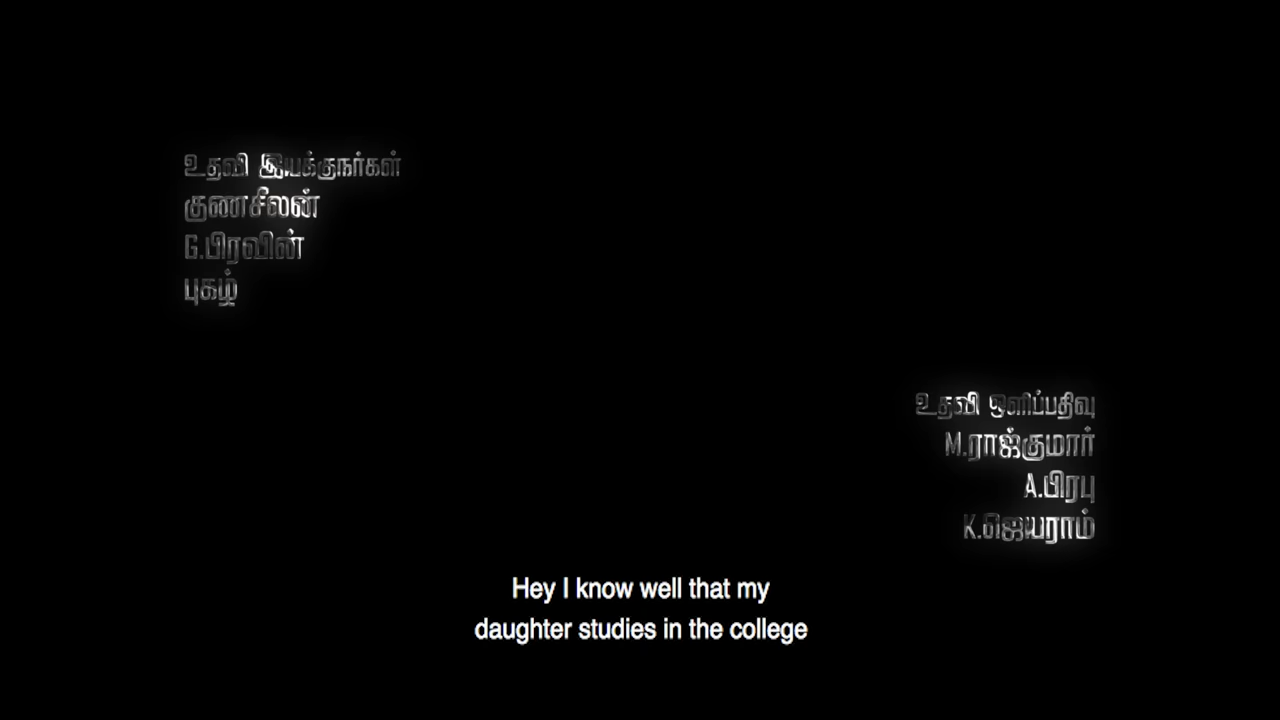 உதவி இயக்குநர்கள்
குணசீலன்
G.பிரவின்
புகழ்
உதவி ஒளிப்பதிவு
M.ராஜ்குமார்
A.பிரபு
K.ஜெயராம்
Hey I know well that my
daughter studies in the college